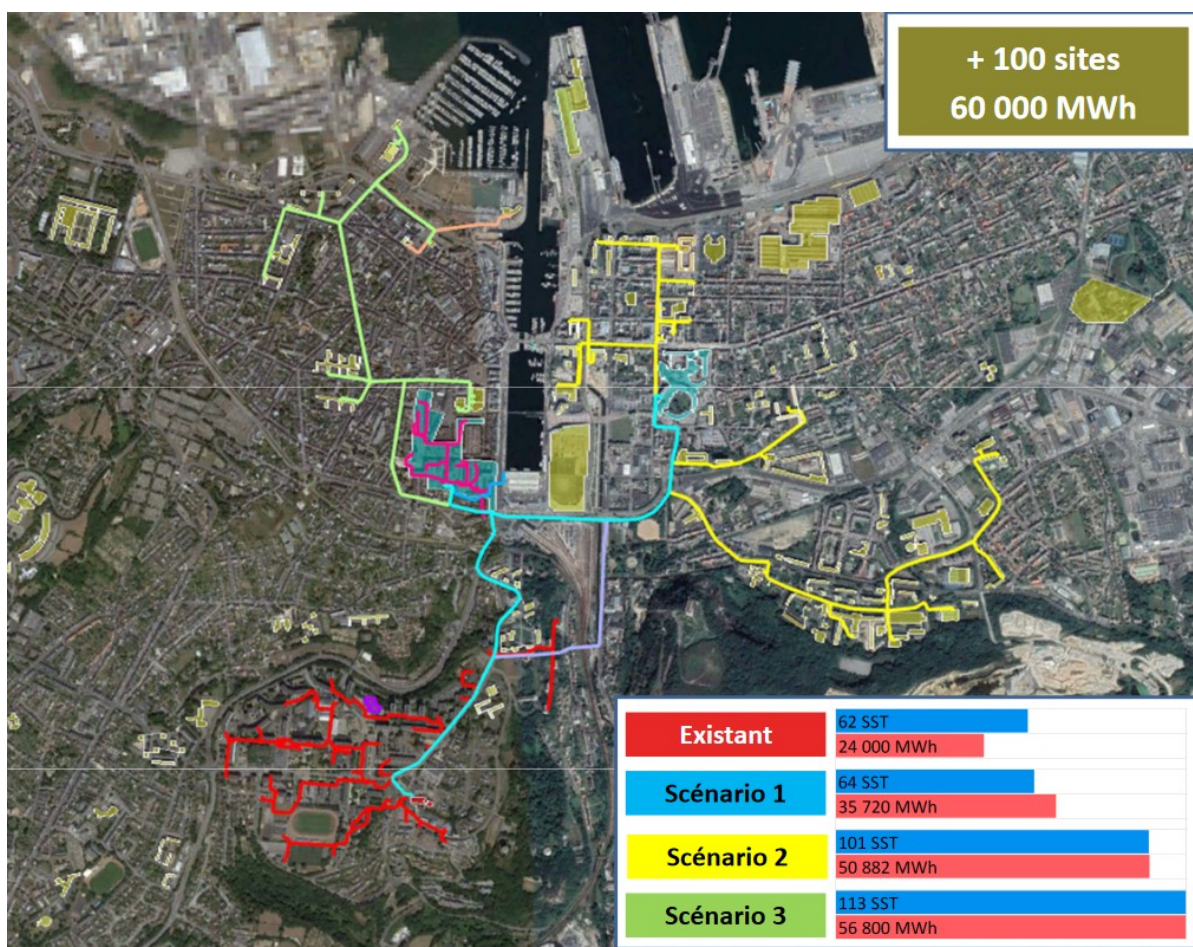 + 100 sites
60 000 MWh
Existant
62 SST
24 000 MWh
Scénario 1
64 SST
35 720 MWh
Scénario 2
101 SST
50 882 MWh
Scénario 3
113 SST
56 800 MWh